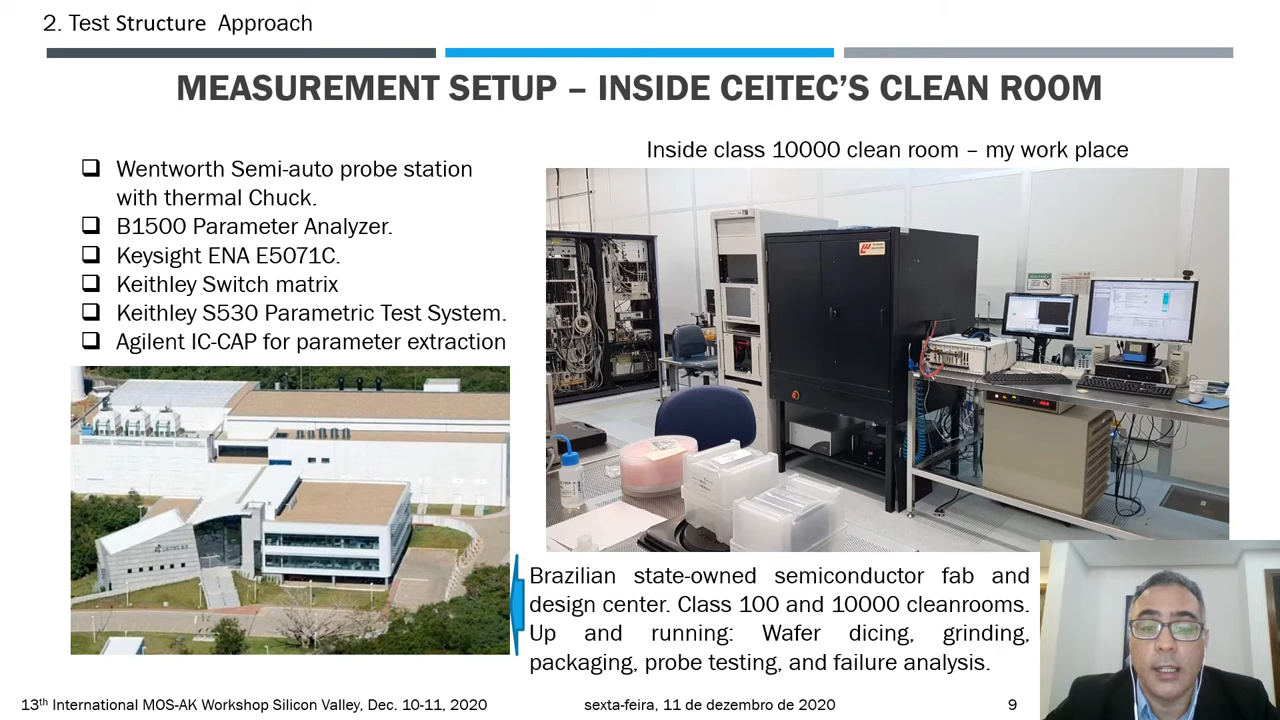 2. Test Structure Approach
MEASUREMENT SETUP – INSIDE CEITEC'S CLEAN ROOM
Wentworth Semi-auto probe station
with thermal Chuck.
B1500 Parameter Analyzer.
Keysight ENA E5071C.
Keithley Switch matrix
Keithley S530 Parametric Test System.
Agilent IC-CAP for parameter extraction
Inside class 10000 clean room – my work place
Brazilian state-owned semiconductor fab and
design center. Class 100 and 10000 cleanrooms.
Up and running: Wafer dicing, grinding,
packaging, probe testing, and failure analysis.
13th International MOS-AK Workshop Silicon Valley, Dec. 10-11, 2020
sexta-feira, 11 de dezembro de 2020
9